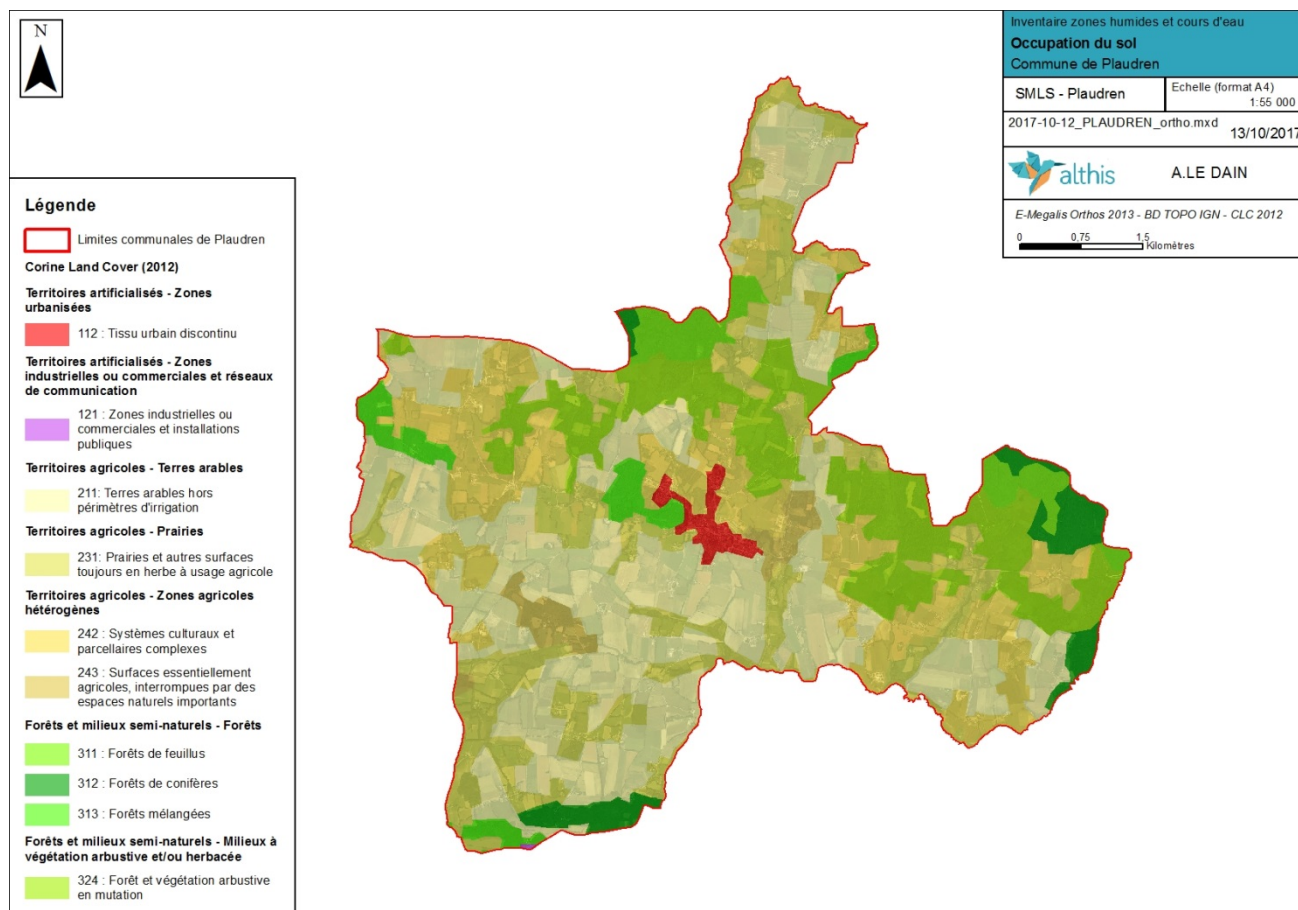 N
Inventaire zones humides et cours d'eau
Occupation du sol
Commune de Plaudren
SMLS - Plaudren
Echelle (format A4)
1:55 000
2017-10-12_PLAUDREN_ortho.mxd
13/10/2017
althis
A.LE DAIN
E-Megalis Orthos 2013 - BD TOPO IGN - CLC 2012
0 0.75 1.5
Kilomètres
Légende
Limites communales de Plaudren
Corine Land Cover (2012)
Territoires artificialisés - Zones
urbanisées
112 : Tissu urbain discontinu
Territoires artificialisés - Zones
industrielles ou commerciales et réseaux
de communication
121 : Zones industrielles ou
commerciales et installations
publiques
Territoires agricoles - Terres arables
211: Terres arables hors
périmètres d'irrigation
Territoires agricoles - Prairies
231: Prairies et autres surfaces
toujours en herbe à usage agricole
Territoires agricoles - Zones agricoles
hétérogènes
242 : Systèmes culturaux et
parcellaires complexes
243 : Surfaces essentiellement
agricoles, interrompues par des
espaces naturels importants
Forêts et milieux semi-naturels - Forêts
311 : Forêts de feuillus
312 : Forêts de conifères
313 : Forêts mélangées
Forêts et milieux semi-naturels - Milieux à
végétation arbustive et/ou herbacée
324 : Forêt et végétation arbustive
en mutation